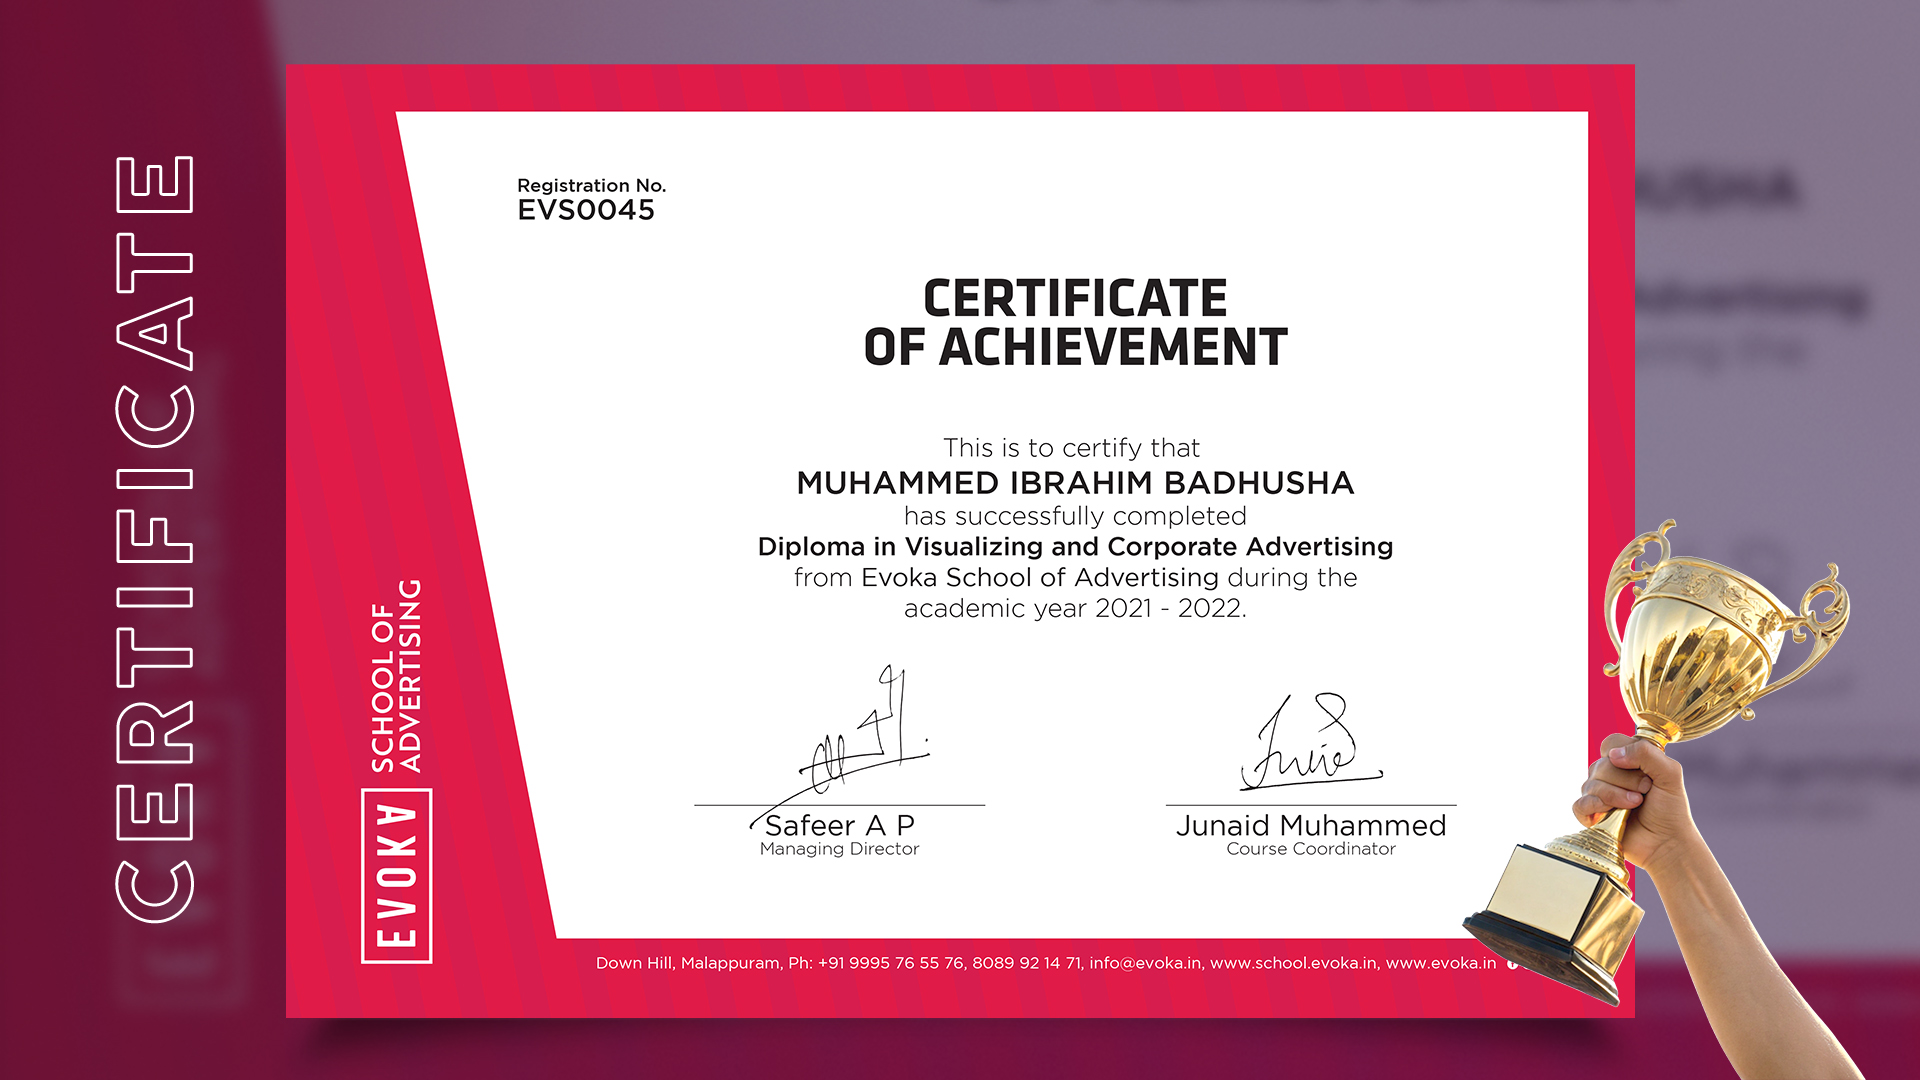 CERTIFICATE
Registration No.
EVS0045
CERTIFICATE
OF ACHIEVEMENT
This is to certify that
MUHAMMED IBRAHIM BADHUSHA
has successfully completed
Diploma in Visualizing and Corporate Advertising
from Evoka School of Advertising during the
academic year 2021 - 2022.
Safeer A P
Managing Director
Junaid Muhammed
Course Coordinator
EVOKA
SCHOOL OF
ADVERTISING
Down Hill, Malappuram, Ph: +91 9995 76 55 76, 8089 92 14 71, info@evoka.in, www.school.evoka.in, www.evoka.in